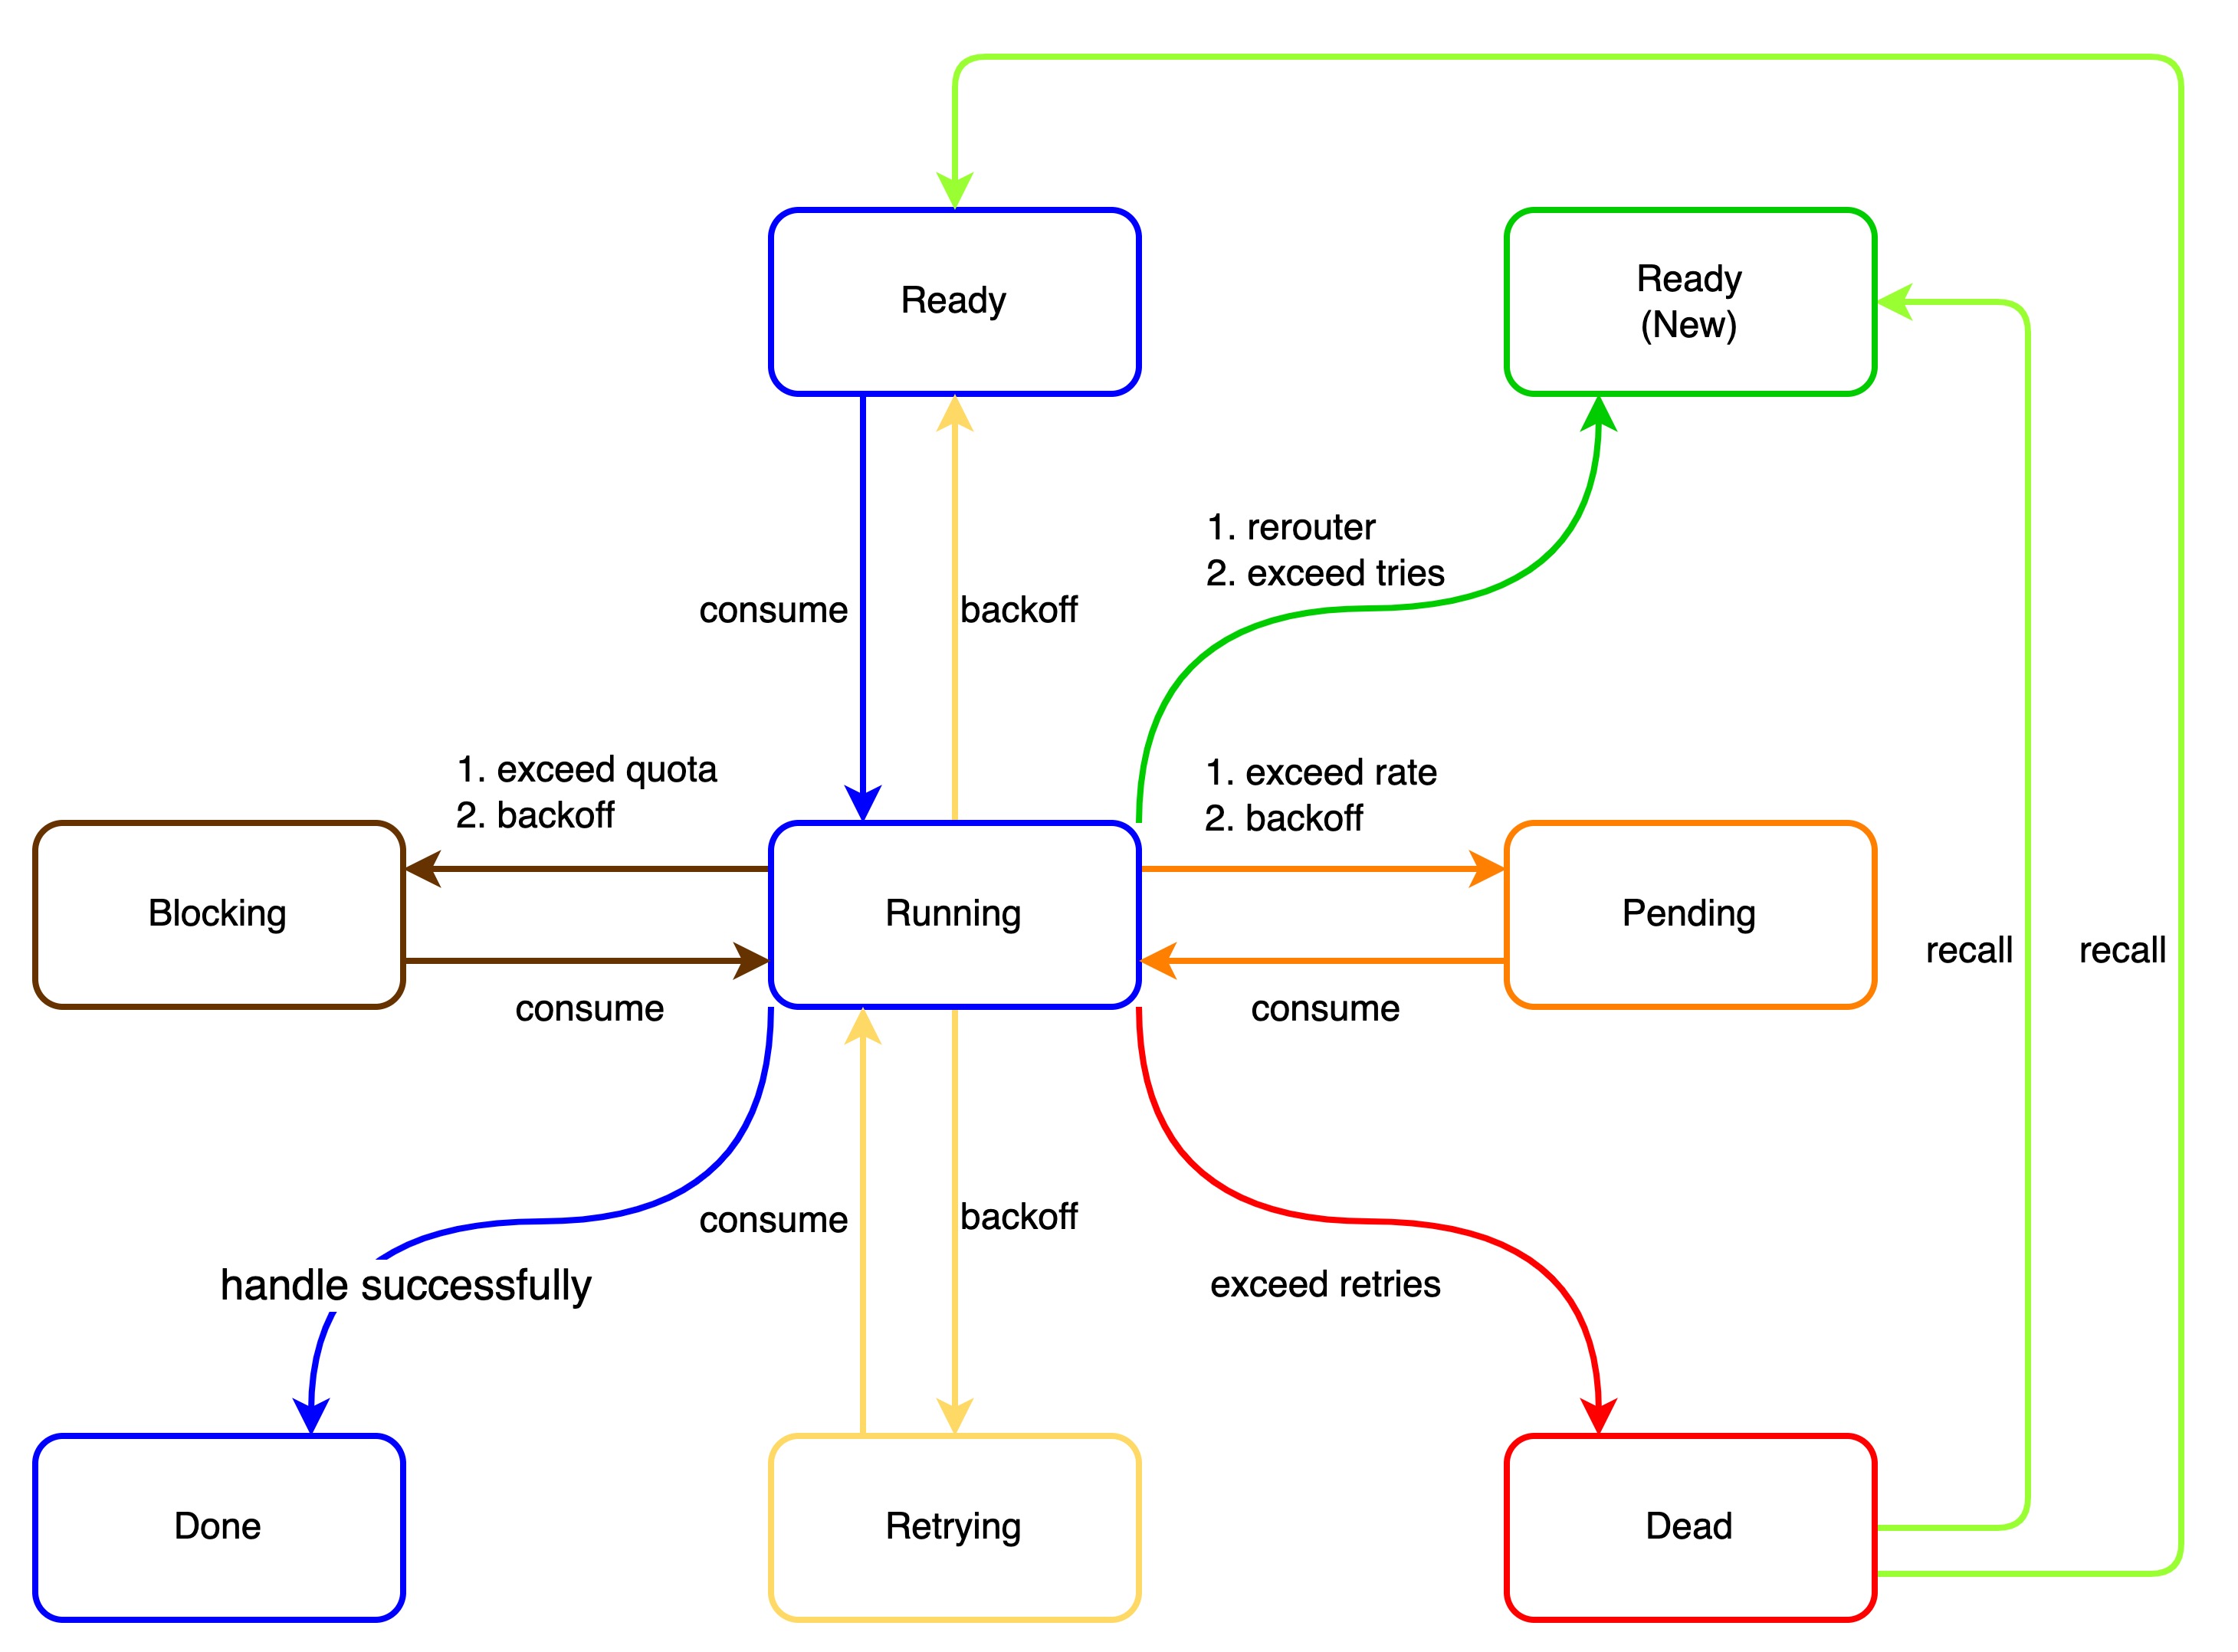 Ready
Ready
(New)
1. rerouter
2. exceed tries
consume
backoff
1. exceed quota
2. backoff
1. exceed rate
2. backoff
Blocking
Running
Pending
recall
recall
consume
consume
consume
backoff
handle successfully
exceed retries
Done
Retrying
Dead